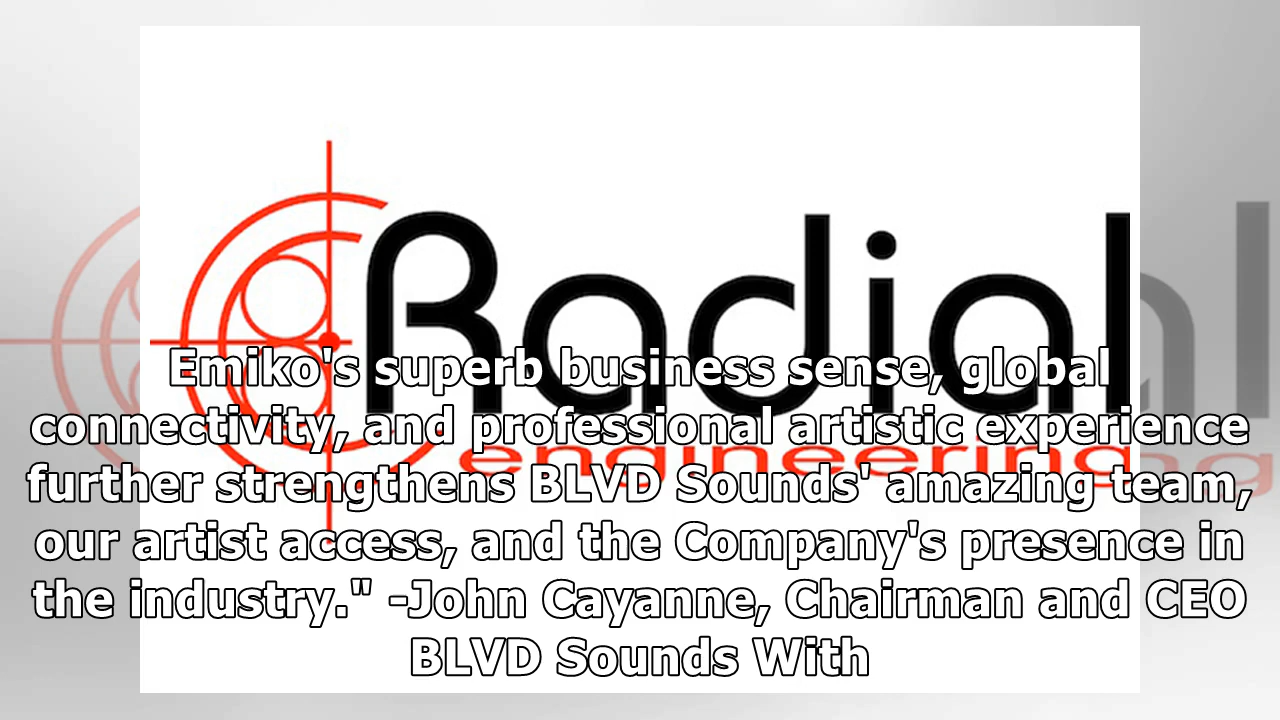 Radial
engineering
Emiko's superb business sense, global
connectivity, and professional artistic experience
further strengthens BLVD Sounds' amazing team,
our artist access, and the Company's presence in
the industry." -John Cayanne, Chairman and CEO
BLVD Sounds With